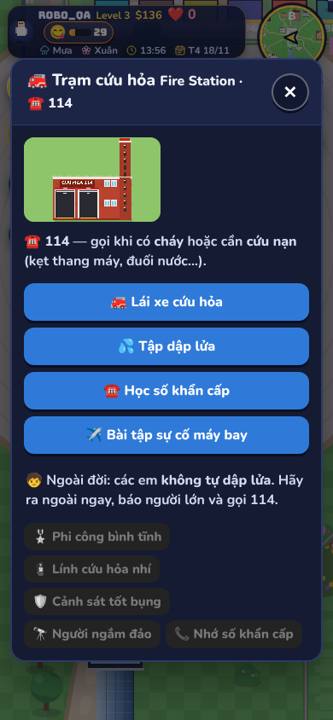 ROBO_QA Level 3 $136 ❤️ 0
29
B
🌧 Mưa 🌸 Xuân 🕐 13:56 📅 T4 18/11
🚒 Trạm cứu hỏa Fire Station ·
☎️ 114
✕
CỨU HỎA 114
☎️ 114 — gọi khi có cháy hoặc cần cứu nạn
(kẹt thang máy, đuối nước...).
🚒 Lái xe cứu hỏa
💦 Tập dập lửa
☎️ Học số khẩn cấp
✈️ Bài tập sự cố máy bay
🧒 Ngoài đời: các em không tự dập lửa. Hãy
ra ngoài ngay, báo người lớn và gọi 114.
🎖 Phi công bình tĩnh
🧯 Lính cứu hỏa nhí
🛡 Cảnh sát tốt bụng
🔭 Người ngắm đảo 📞 Nhớ số khẩn cấp